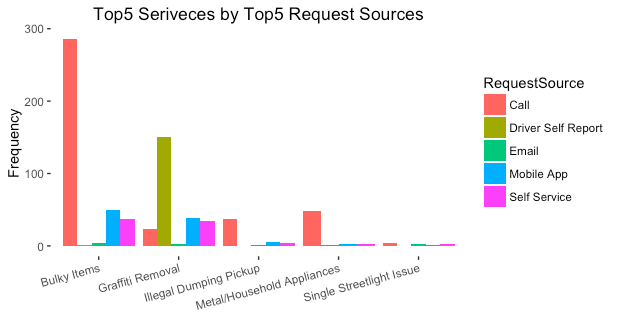 Top5 Seriveces by Top5 Request Sources
300
200
100
0
Frequency
Bulky Items
Graffiti Removal
Illegal Dumping Pickup
Metal/Household Appliances
Single Streetlight Issue
RequestSource
Call
Driver Self Report
Email
Mobile App
Self Service